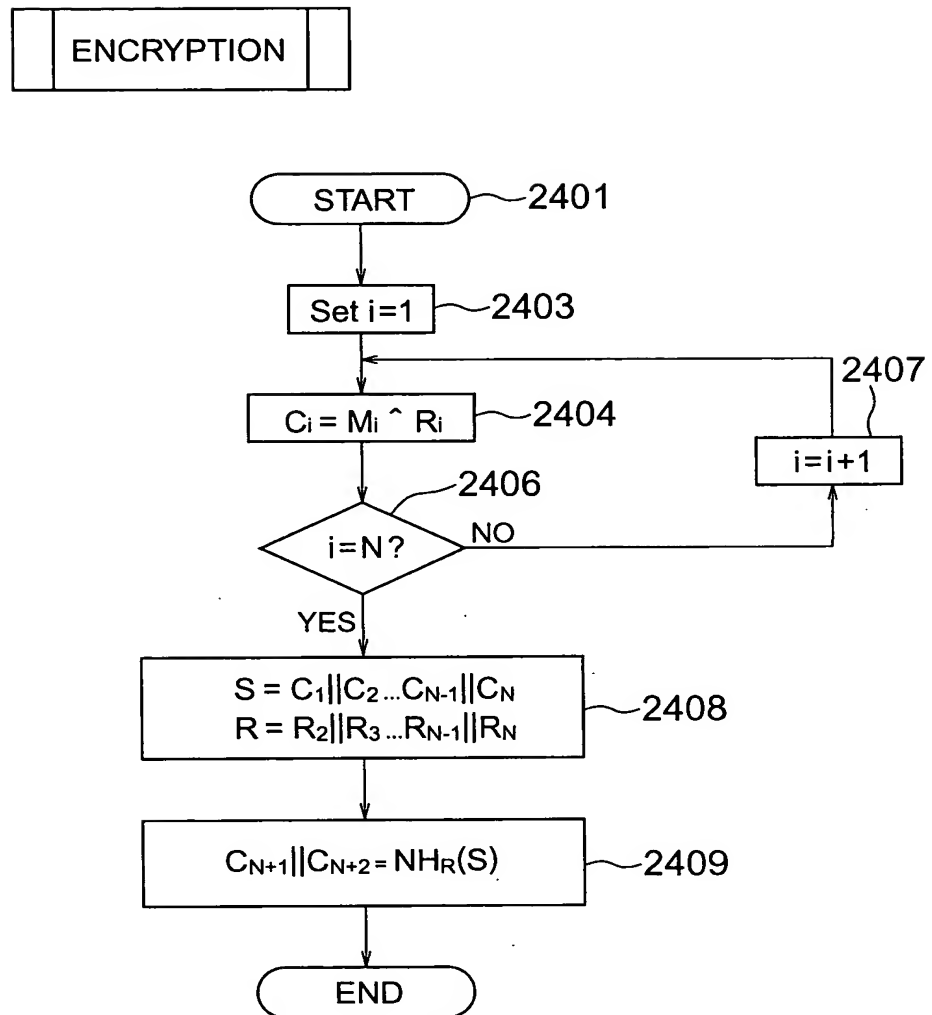 ENCRYPTION
START
2401
Set i=1
2403
2407
Ci = Mi ^ Ri
2404
i=i+1
2406
i=N?
NO
YES
S = C1||C2...CN-1||CN
R = R2||R3...RN-1||RN
2408
CN+1||CN+2 = NHR(S)
2409
END